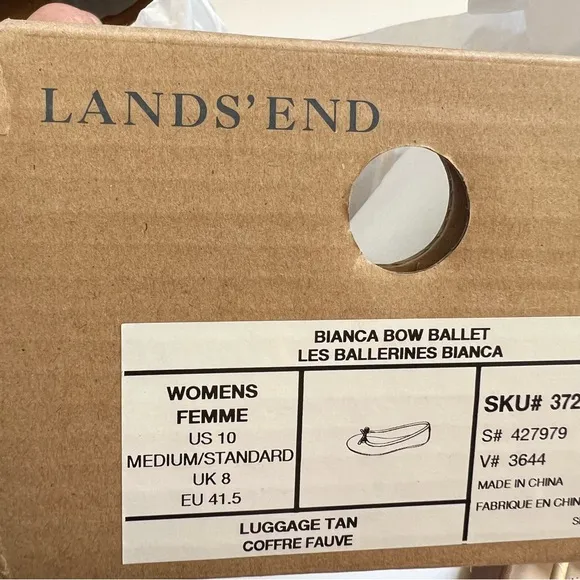 LANDS' END
BIANCA BOW BALLET
LES BALLERINES BIANCA
WOMENS
FEMME
US 10
MEDIUM/STANDARD
UK 8
EU 41.5
SKU# 372
S# 427979
V# 3644
MADE IN CHINA
FABRIQUE EN CHIN
LUGGAGE TAN
COFFRE FAUVE